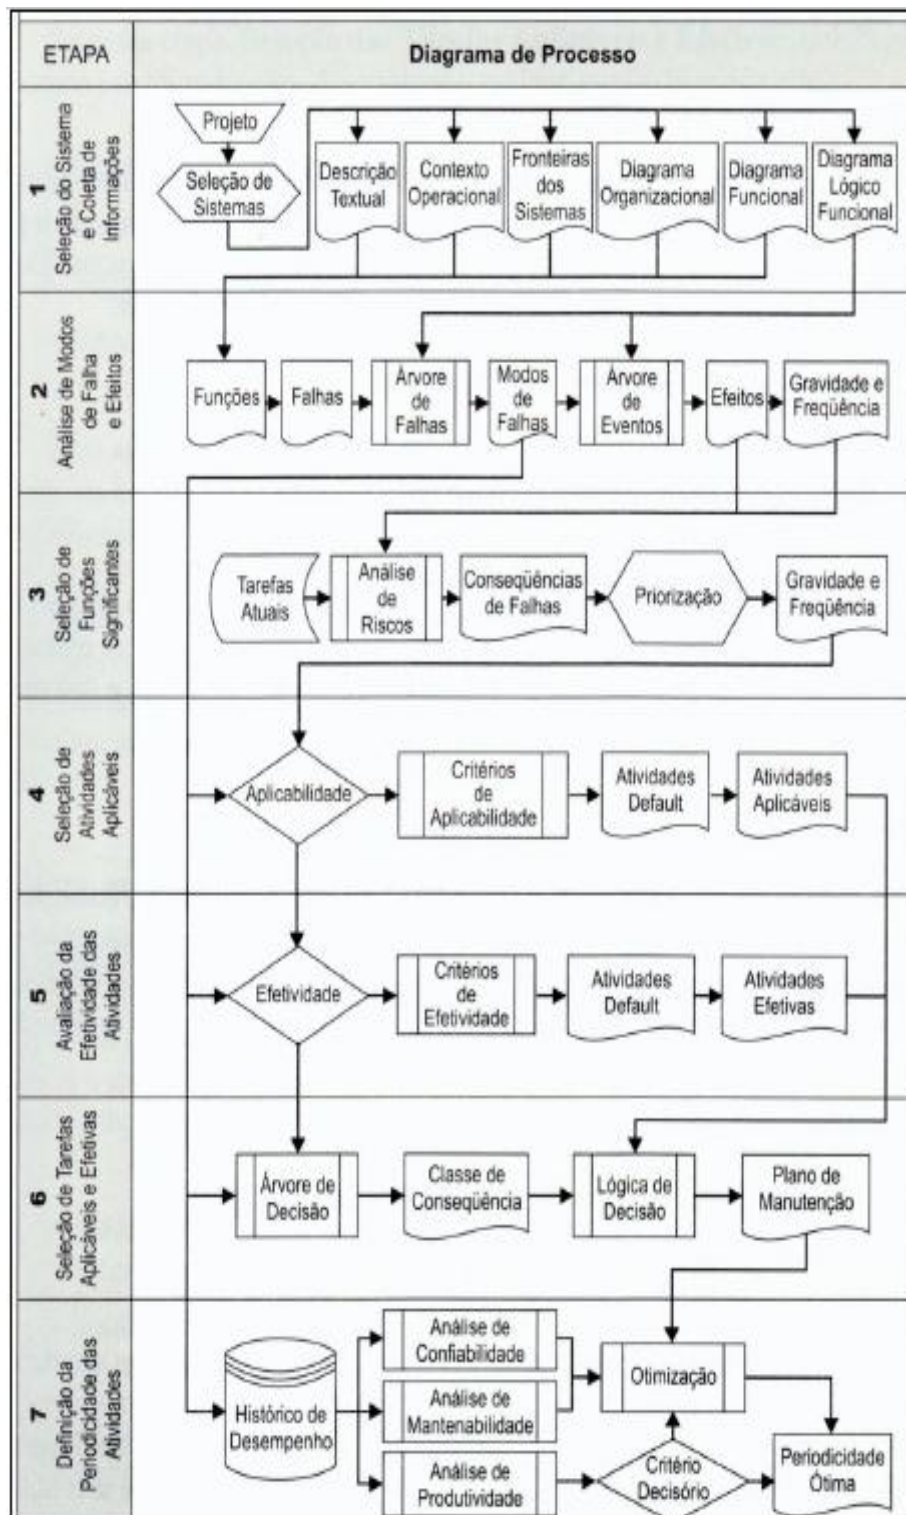 ETAPA
Diagrama de Processo
1
Seleção do Sistema
e Coleta de
Informações
Projeto
Seleção de
Sistemas
Descrição
Textual
Contexto
Operacional
Fronteiras
dos
Sistemas
Diagrama
Organizacional
Diagrama
Funcional
Diagrama
Lógico
Funcional
2
Análise de Modos
de Falha
e Efeitos
Funções
Falhas
Árvore
de
Falhas
Modos
de
Falhas
Árvore
de
Eventos
Efeitos
Gravidade e
Freqüência
3
Seleção de
Funções
Significantes
Tarefas
Atuais
Análise
de
Riscos
Conseqüências
de Falhas
Priorização
Gravidade e
Freqüência
4
Seleção de
Atividades
Aplicáveis
Aplicabilidade
Critérios
de
Aplicabilidade
Atividades
Default
Atividades
Aplicáveis
5
Avaliação da
Efetividade das
Atividades
Efetividade
Critérios
de
Efetividade
Atividades
Default
Atividades
Efetivas
6
Seleção de Tarefas
Aplicáveis e Efetivas
Árvore de
Decisão
Classe de
Conseqüência
Lógica de
Decisão
Plano de
Manutenção
7
Definição da
Periodicidade das
Atividades
Histórico de
Desempenho
Análise de
Confiabilidade
Análise de
Mantenabilidade
Análise de
Produtividade
Otimização
Critério
Decisório
Periodicidade
Ótima